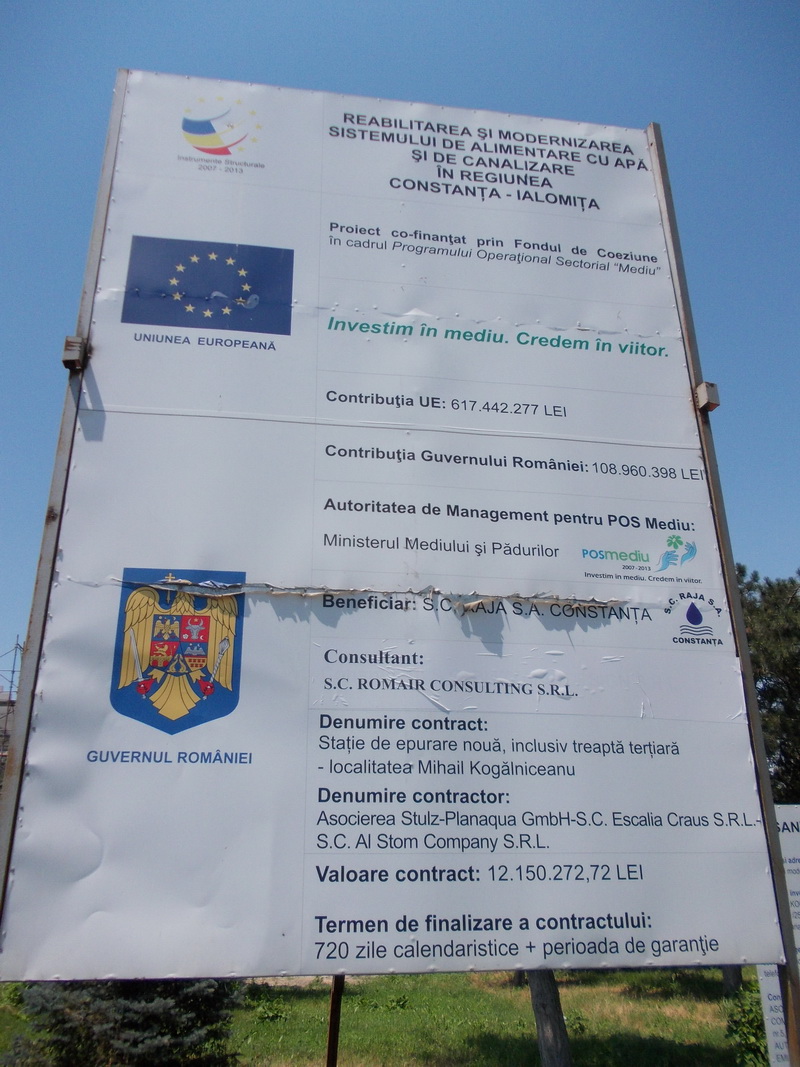 Instrumente Structurale
2007 - 2013
REABILITAREA ȘI MODERNIZAREA
SISTEMULUI DE ALIMENTARE CU APĂ
ȘI DE CANALIZARE
ÎN REGIUNEA
CONSTANȚA - IALOMIȚA
Proiect co-finanţat prin Fondul de Coeziune
în cadrul Programului Operaţional Sectorial "Mediu"
UNIUNEA EUROPEANĂ
Investim în mediu. Credem în viitor.
Contribuţia UE: 617.442.277 LEI
Contribuţia Guvernului României: 108.960.398 LEI
Autoritatea de Management pentru POS Mediu:
Ministerul Mediului şi Pădurilor
POSmediu
2007-2013
Investim în mediu. Credem în viitor.
Beneficiar: S.C. RAJA S.A. CONSTANȚA
S.C. RAJA S.A.
CONSTANȚA
Consultant:
S.C. ROMAIR CONSULTING S.R.L.
GUVERNUL ROMÂNIEI
Denumire contract:
Staţie de epurare nouă, inclusiv treaptă terţiară
- localitatea Mihail Kogălniceanu
Denumire contractor:
Asocierea Stulz-Planaqua GmbH-S.C. Escalia Craus S.R.L.-
S.C. Al Stom Company S.R.L.
Valoare contract: 12.150.272,72 LEI
Termen de finalizare a contractului:
720 zile calendaristice + perioada de garanţie